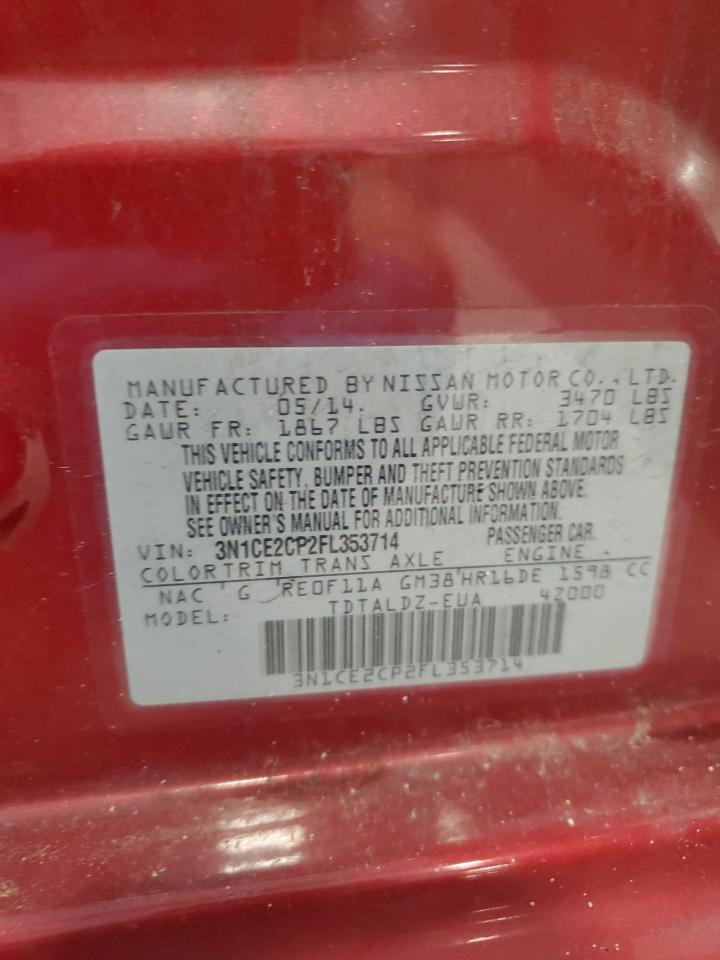 MANUFACTURED BY NISSAN MOTOR CO., LTD.
DATE: 05/14. GVWR: 3470 LBS
GAWR FR: 1867 LBS GAWR RR: 1704 LBS
THIS VEHICLE CONFORMS TO ALL APPLICABLE FEDERAL MOTOR
VEHICLE SAFETY, BUMPER AND THEFT PREVENTION STANDARDS
IN EFFECT ON THE DATE OF MANUFACTURE SHOWN ABOVE.
SEE OWNER'S MANUAL FOR ADDITIONAL INFORMATION.
VIN: 3N1CE2CP2FL353714 PASSENGER CAR.
COLOR TRIM TRANS AXLE ENGINE
NAC G RE0F11A GM38 HR16DE 1598 CC
MODEL: TDTALDZ-EUA 4Z000
3N1CE2CP2FL353714